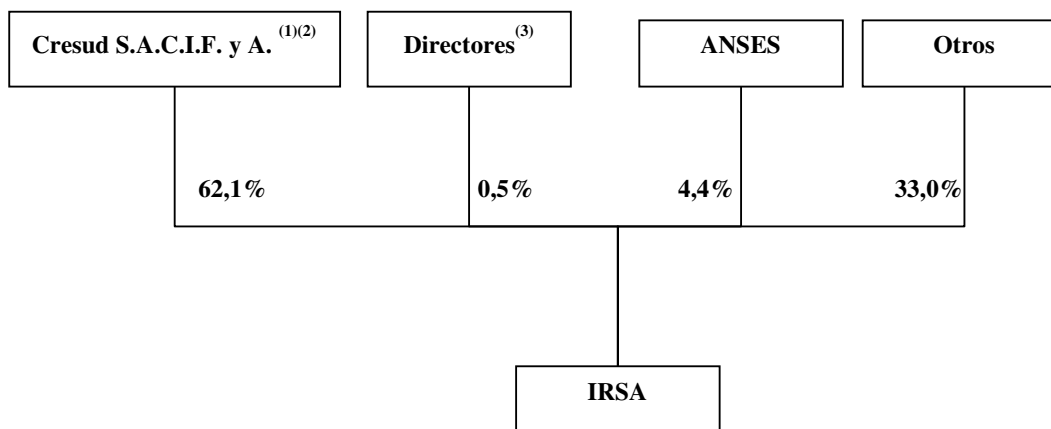 Cresud S.A.C.I.F. y A. (1)(2)
Directores(3)
ANSES
Otros
62,1%
0,5%
4,4%
33,0%
IRSA